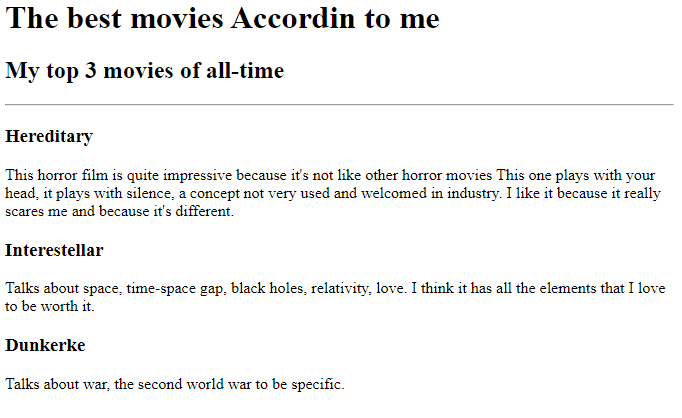 The best movies Accordin to me
My top 3 movies of all-time
Hereditary
This horror film is quite impressive because it's not like other horror movies This one plays with your
head, it plays with silence, a concept not very used and welcomed in industry. I like it because it really
scares me and because it's different.
Interestellar
Talks about space, time-space gap, black holes, relativity, love. I think it has all the elements that I love
to be worth it.
Dunkerke
Talks about war, the second world war to be specific.